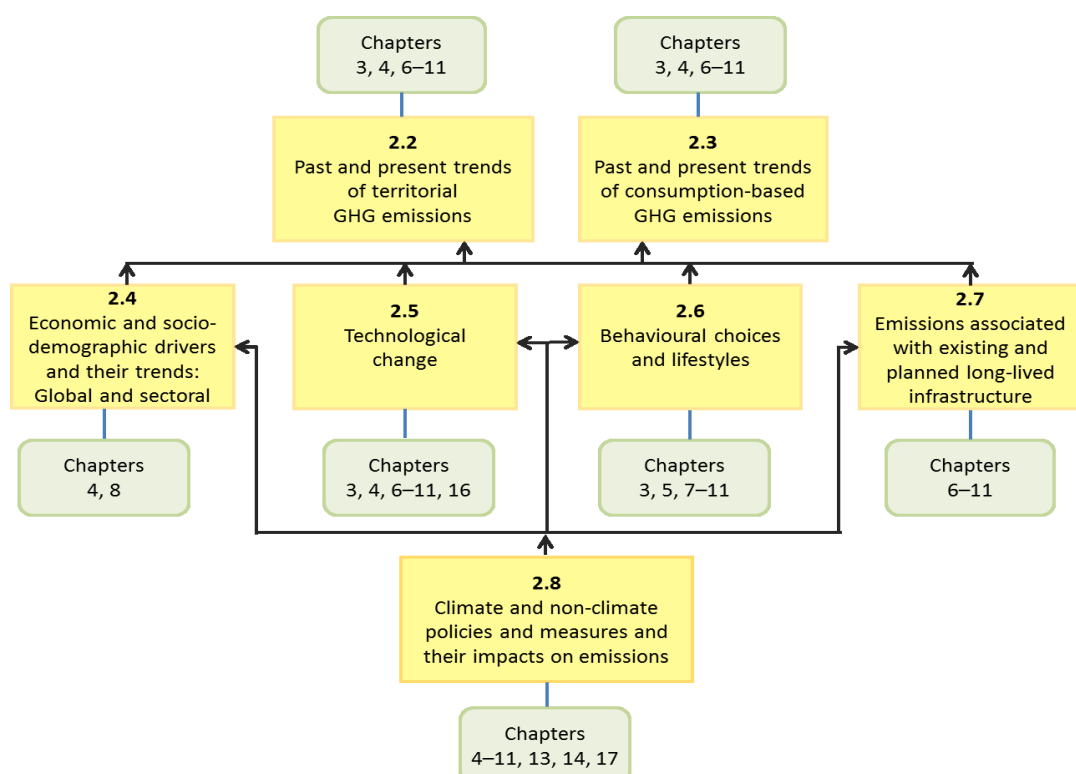 Chapters
3, 4, 6–11
Chapters
3, 4, 6–11
2.2
Past and present trends
of territorial
GHG emissions
2.3
Past and present trends
of consumption-based
GHG emissions
2.4
Economic and socio-
demographic drivers
and their trends:
Global and sectoral
2.5
Technological
change
2.6
Behavioural choices
and lifestyles
2.7
Emissions associated
with existing and
planned long-lived
infrastructure
Chapters
4, 8
Chapters
3, 4, 6–11, 16
Chapters
3, 5, 7–11
Chapters
6–11
2.8
Climate and non-climate
policies and measures and
their impacts on emissions
Chapters
4–11, 13, 14, 17